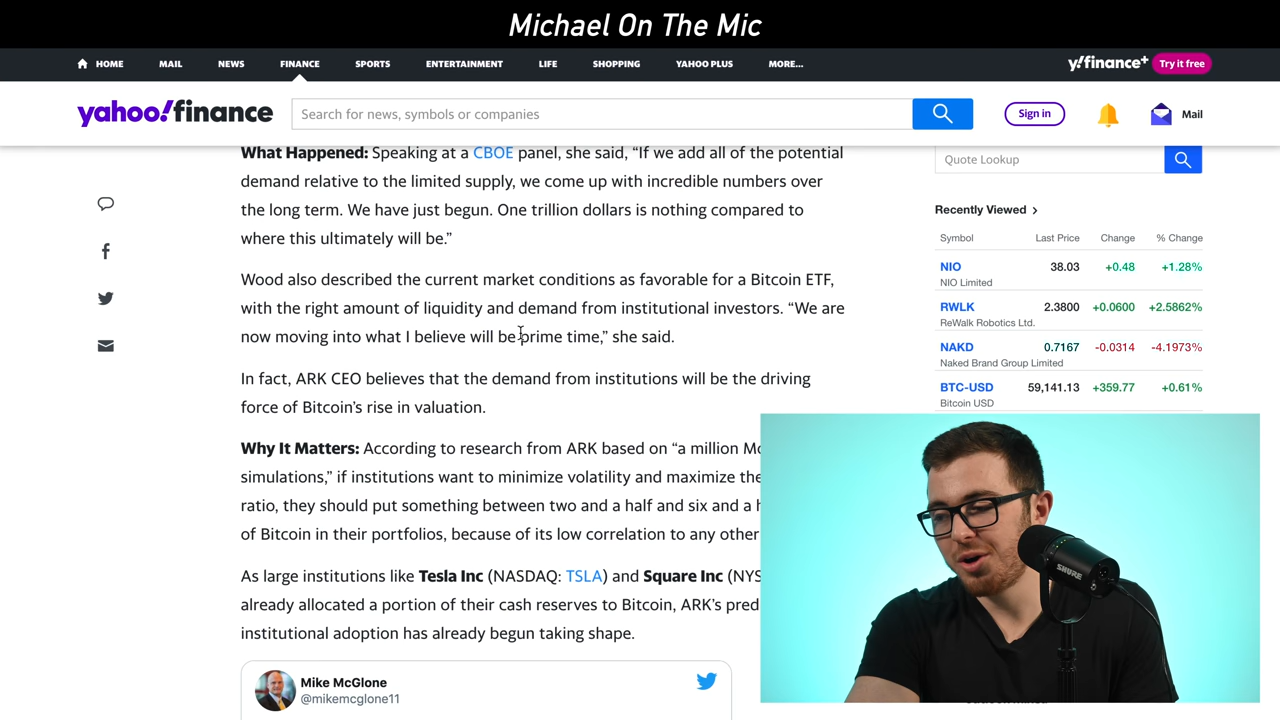 Michael On The Mic
HOME MAIL NEWS FINANCE SPORTS ENTERTAINMENT LIFE SHOPPING YAHOO PLUS MORE... y!finance+ Try it free
yahoo!finance Search for news, symbols or companies Sign in Mail
What Happened: Speaking at a CBOE panel, she said, “If we add all of the potential
demand relative to the limited supply, we come up with incredible numbers over
the long term. We have just begun. One trillion dollars is nothing compared to
where this ultimately will be.”
Wood also described the current market conditions as favorable for a Bitcoin ETF,
with the right amount of liquidity and demand from institutional investors. “We are
now moving into what I believe will be prime time,” she said.
In fact, ARK CEO believes that the demand from institutions will be the driving
force of Bitcoin’s rise in valuation.
Why It Matters: According to research from ARK based on “a million
simulations,” if institutions want to minimize volatility and maximize the
ratio, they should put something between two and a half and six and a
of Bitcoin in their portfolios, because of its low correlation to any other
As large institutions like Tesla Inc (NASDAQ: TSLA) and Square Inc (NYS
already allocated a portion of their cash reserves to Bitcoin, ARK’s pred
institutional adoption has already begun taking shape.
Mike McGlone
@mikemcglone11
Quote Lookup
Recently Viewed
Symbol Last Price Change % Change
NIO 38.03 +0.48 +1.28%
NIO Limited
RWLK 2.3800 +0.0600 +2.5862%
ReWalk Robotics Ltd.
NAKD 0.7167 -0.0314 -4.1973%
Naked Brand Group Limited
BTC-USD 59,141.13 +359.77 +0.61%
Bitcoin USD
SHURE